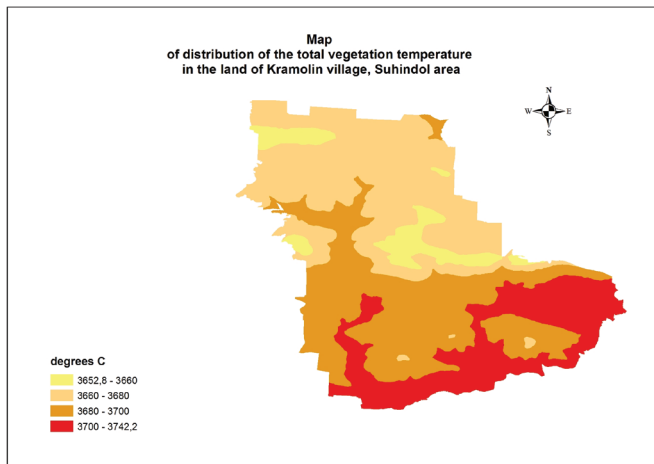 Map
of distribution of the total vegetation temperature
in the land of Kramolin village, Suhindol area
N
W E
S
degrees C
3652,8 - 3660
3660 - 3680
3680 - 3700
3700 - 3742,2